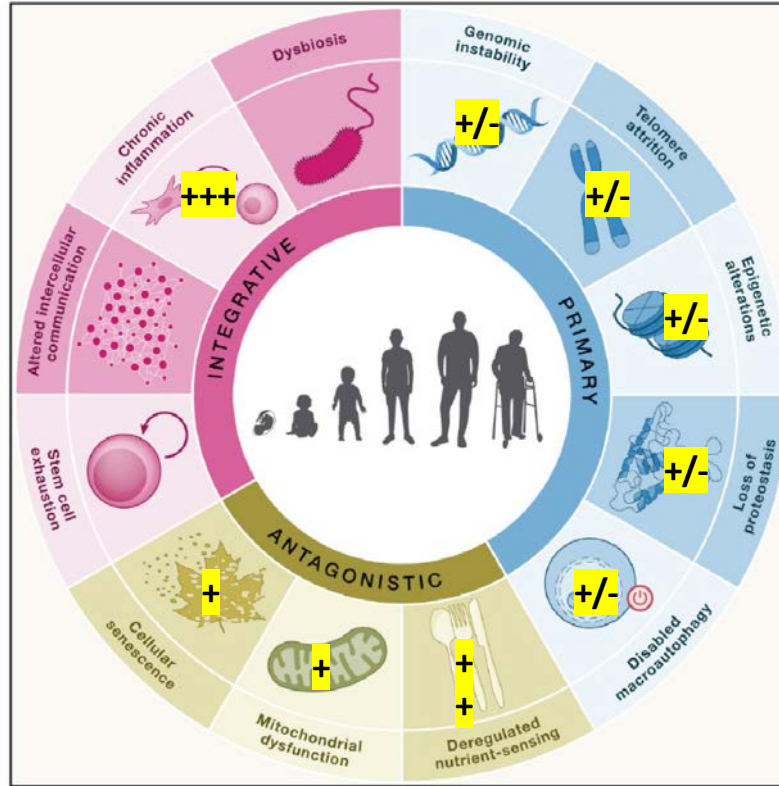 Genomic
instability
+/-
Telomere
attrition
+/-
Epigenetic
alterations
+/-
Loss of
proteostasis
+/-
Disabled
macroautophagy
+/-
Deregulated
nutrient-sensing
+
+
Mitochondrial
dysfunction
+
Cellular
senescence
+
Stem cell
exhaustion
Altered intercellular
communication
Chronic
inflammation
+++
Dysbiosis
PRIMARY
ANTAGONISTIC
INTEGRATIVE